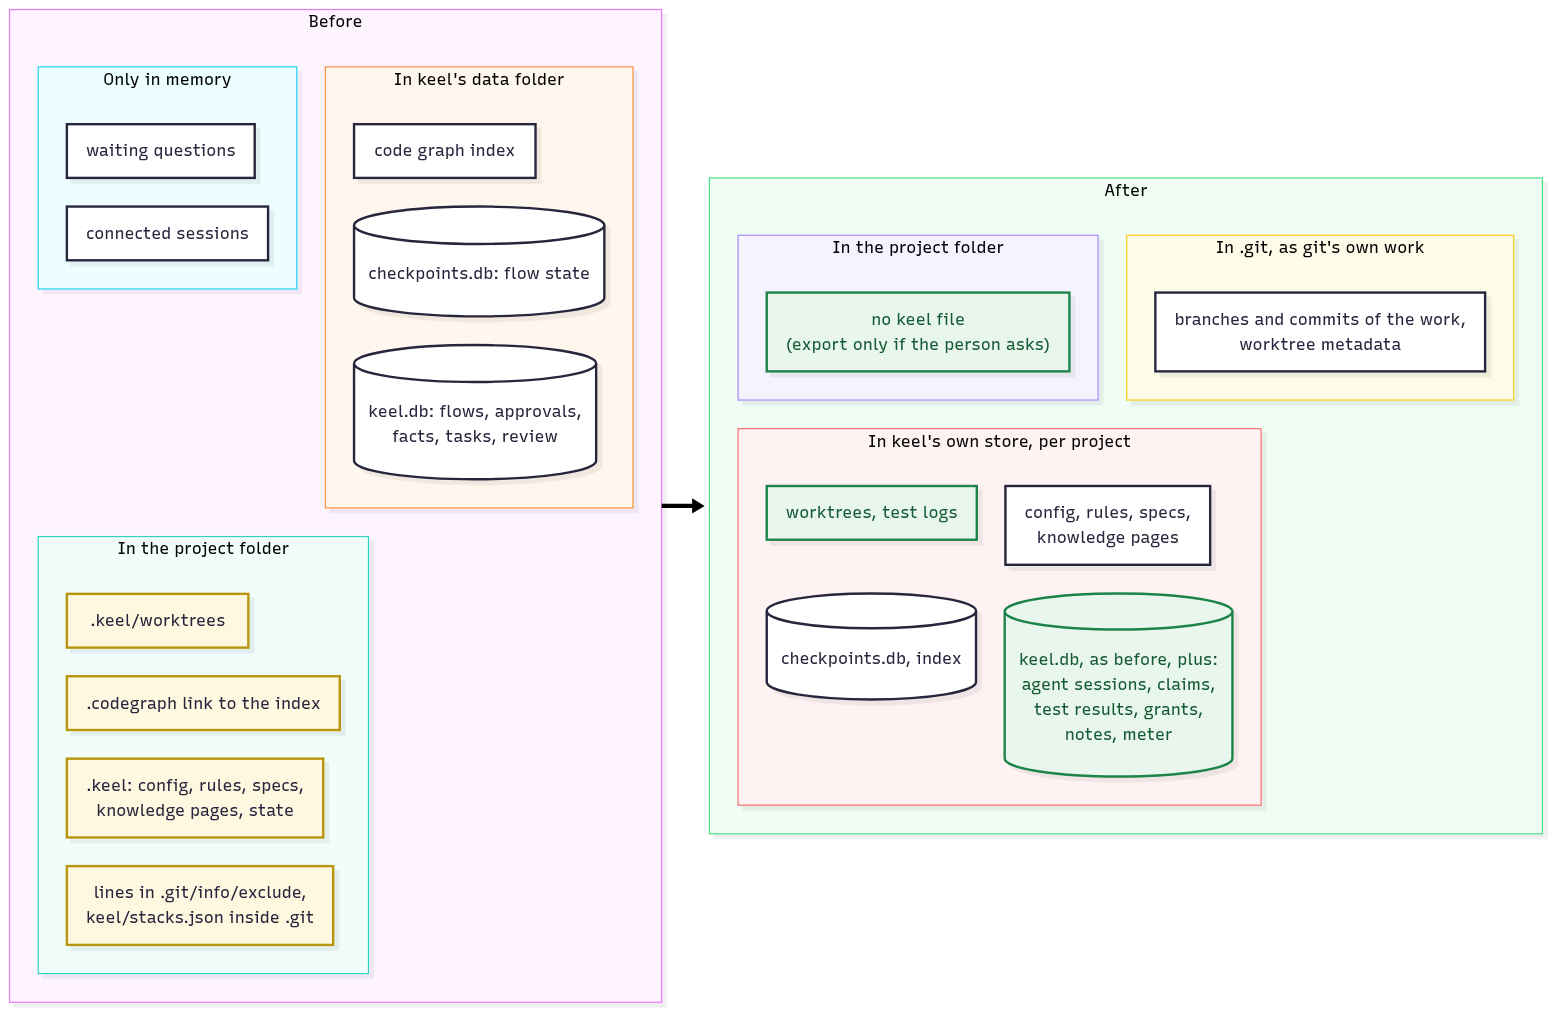 Before
Only in memory
waiting questions
connected sessions
In keel's data folder
code graph index
checkpoints.db: flow state
keel.db: flows, approvals,
facts, tasks, review
In the project folder
.keel/worktrees
.codegraph link to the index
.keel: config, rules, specs,
knowledge pages, state
lines in .git/info/exclude,
keel/stacks.json inside .git
After
In the project folder
no keel file
(export only if the person asks)
In .git, as git's own work
branches and commits of the work,
worktree metadata
In keel's own store, per project
worktrees, test logs
config, rules, specs,
knowledge pages
checkpoints.db, index
keel.db, as before, plus:
agent sessions, claims,
test results, grants,
notes, meter